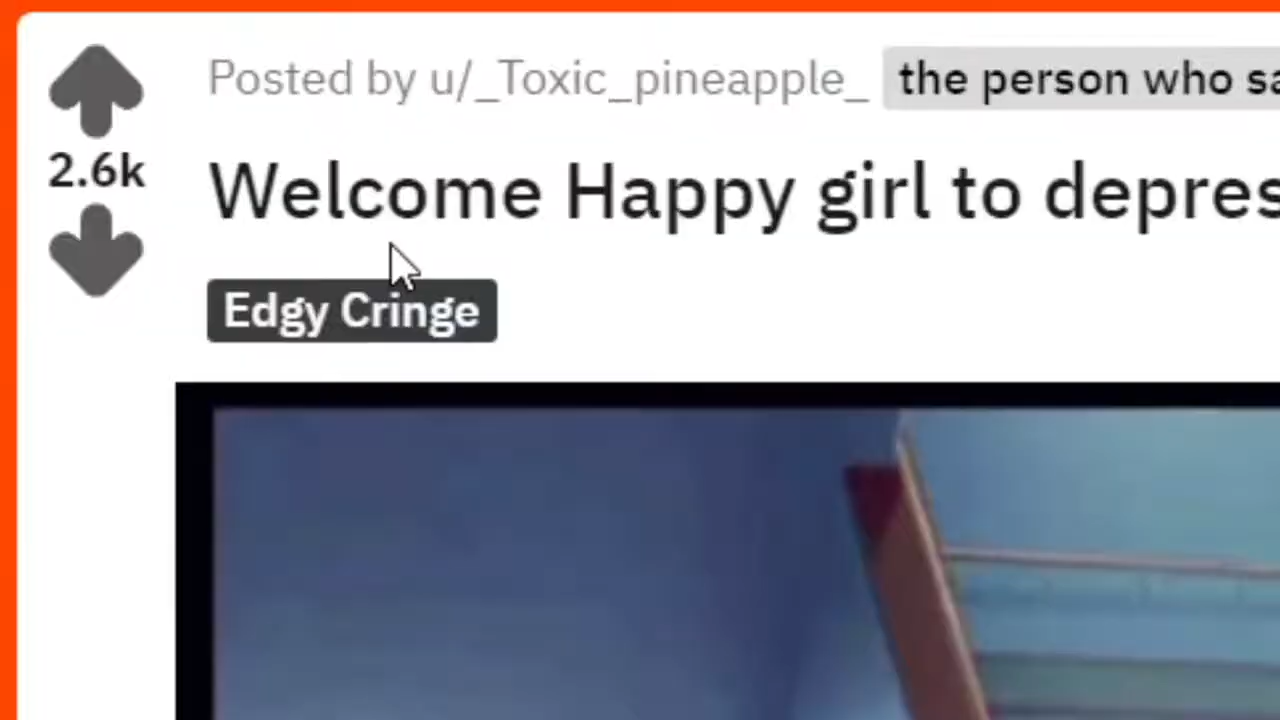 Posted by u/_Toxic_pineapple_ the person who sa
2.6k
Welcome Happy girl to depres
Edgy Cringe